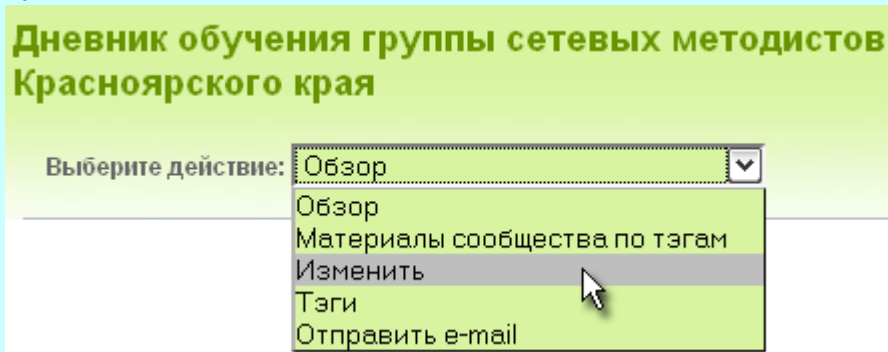 Дневник обучения группы сетевых методистов
Красноярского края
Выберите действие: Обзор
Обзор
Материалы сообщества по тэгам
Изменить
Тэги
Отправить e-mail